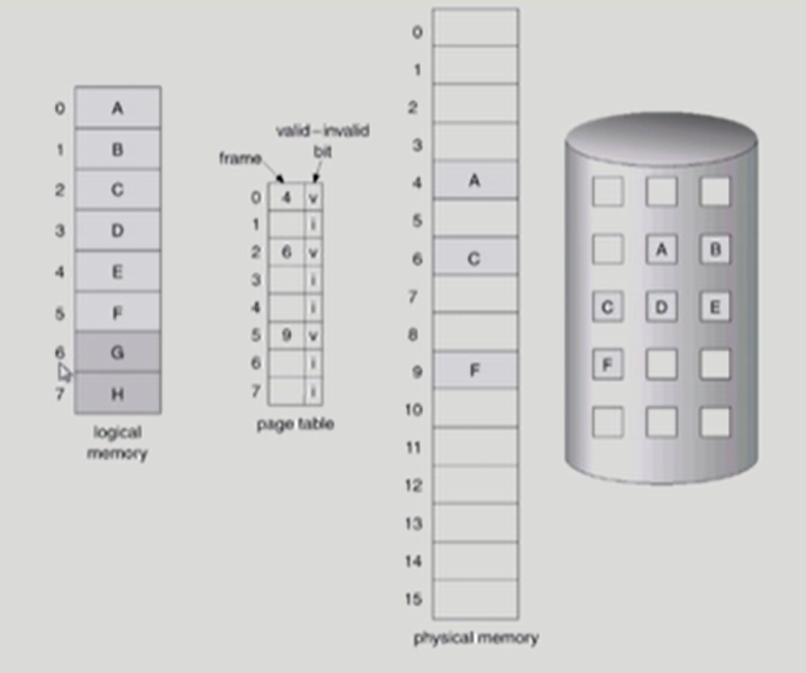 0 A
1 B
2 C
3 D
4 E
5 F
6 G
7 H
logical
memory
valid–invalid
bit
frame
0 4 v
1 i
2 6 v
3 i
4 i
5 9 v
6 i
7 i
page table
0
1
2
3
4 A
5
6 C
7
8
9 F
10
11
12
13
14
15
physical memory
A B
C D E
F